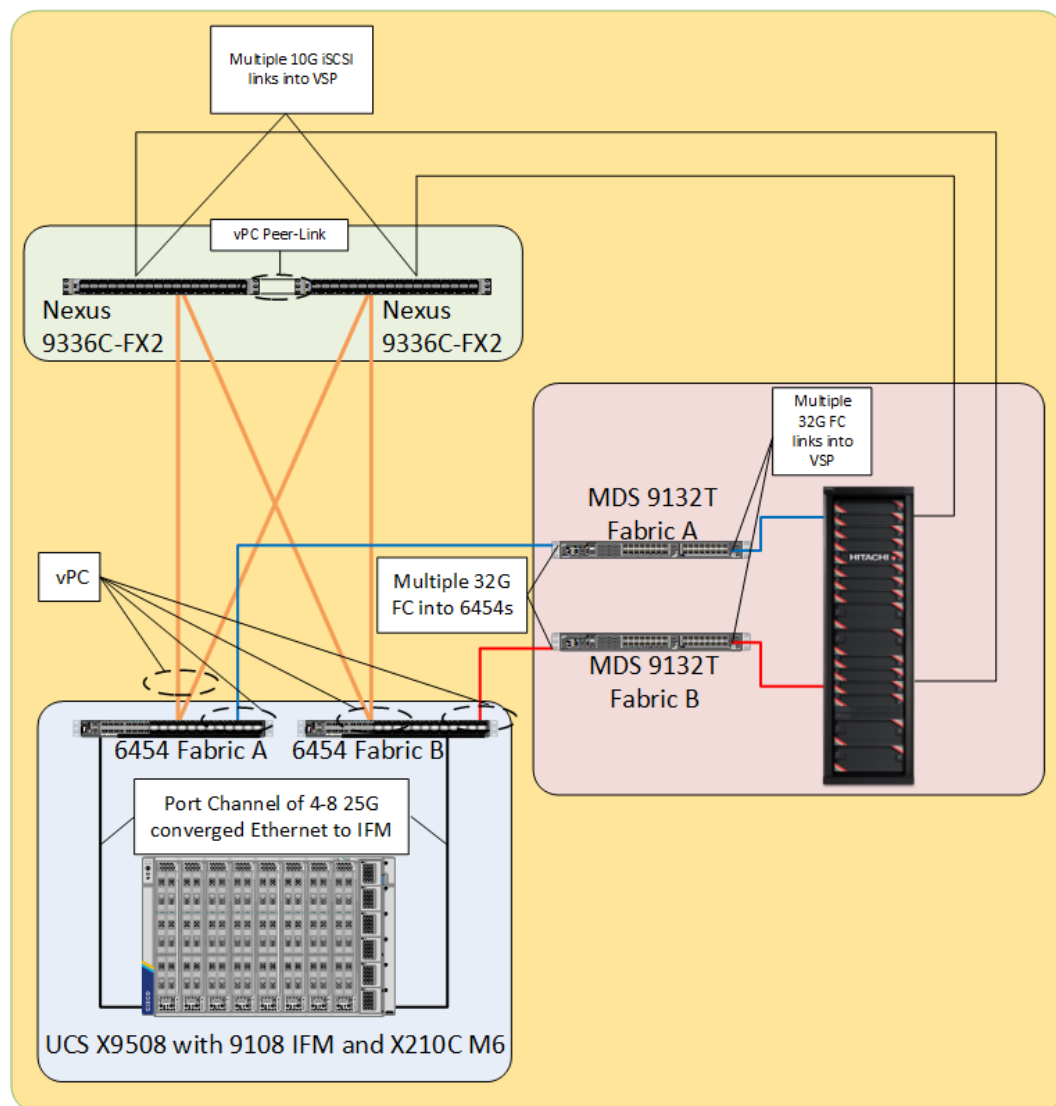 Multiple 10G iSCSI
links into VSP
vPC Peer-Link
Nexus
9336C-FX2
Nexus
9336C-FX2
Multiple
32G FC
links into
VSP
MDS 9132T
Fabric A
HITACHI
vPC
Multiple 32G
FC into 6454s
MDS 9132T
Fabric B
6454 Fabric A
6454 Fabric B
Port Channel of 4-8 25G
converged Ethernet to IFM
CISCO
UCS X9508 with 9108 IFM and X210C M6